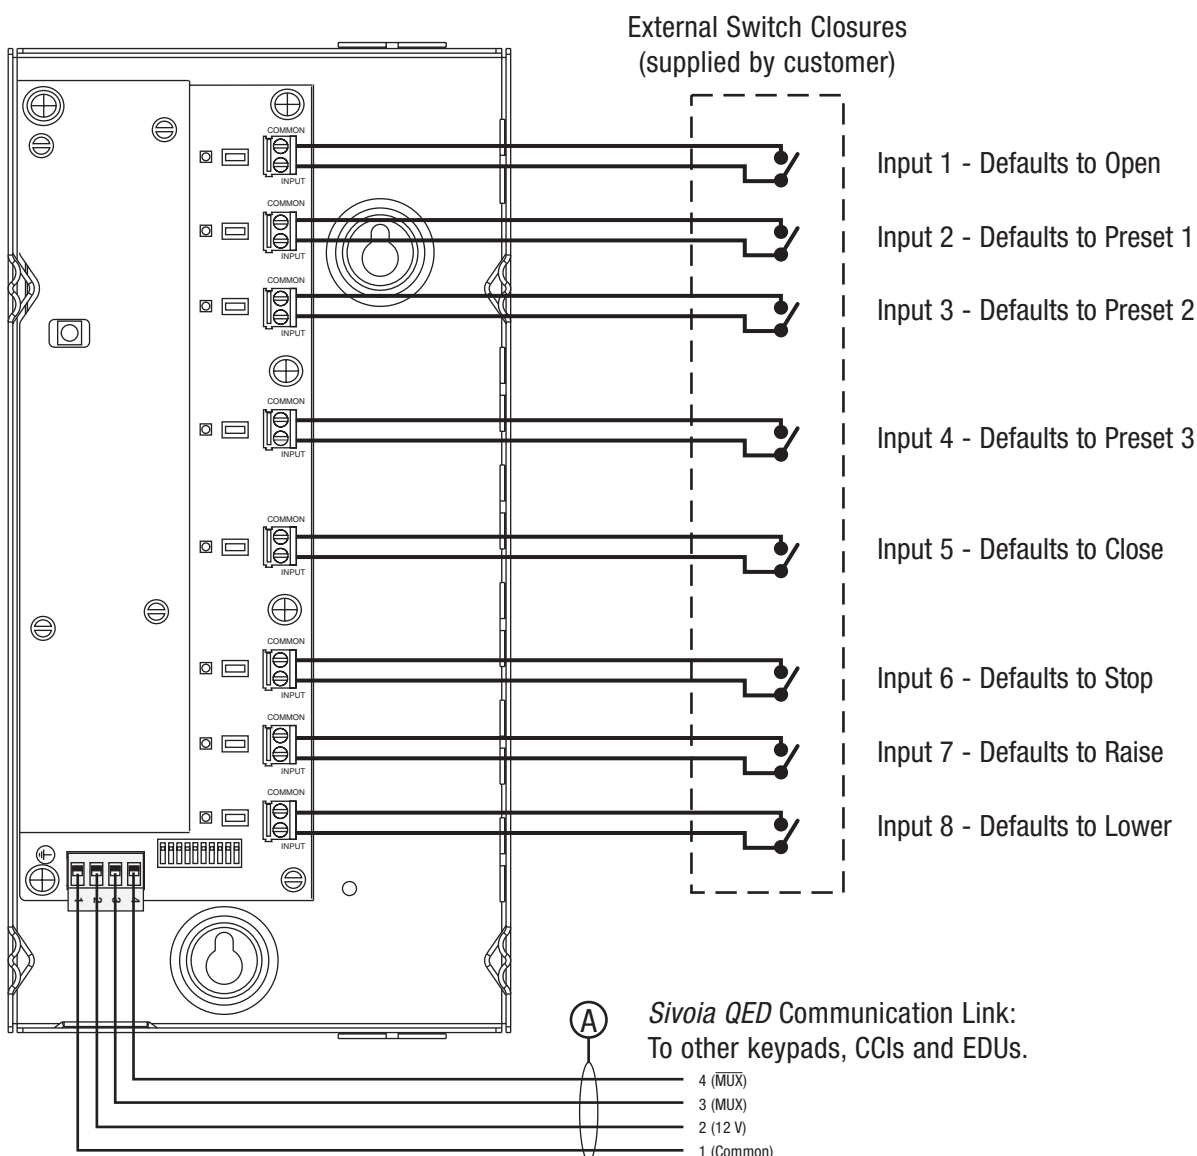 External Switch Closures
(supplied by customer)
COMMON
INPUT
Input 1 - Defaults to Open
COMMON
INPUT
Input 2 - Defaults to Preset 1
COMMON
INPUT
Input 3 - Defaults to Preset 2
COMMON
INPUT
Input 4 - Defaults to Preset 3
COMMON
INPUT
Input 5 - Defaults to Close
COMMON
INPUT
Input 6 - Defaults to Stop
COMMON
INPUT
Input 7 - Defaults to Raise
COMMON
INPUT
Input 8 - Defaults to Lower
1 2 3 4
A
Sivoia QED Communication Link:
To other keypads, CCIs and EDUs.
4 (M̅U̅X̅)
3 (MUX)
2 (12 V)
1 (Common)